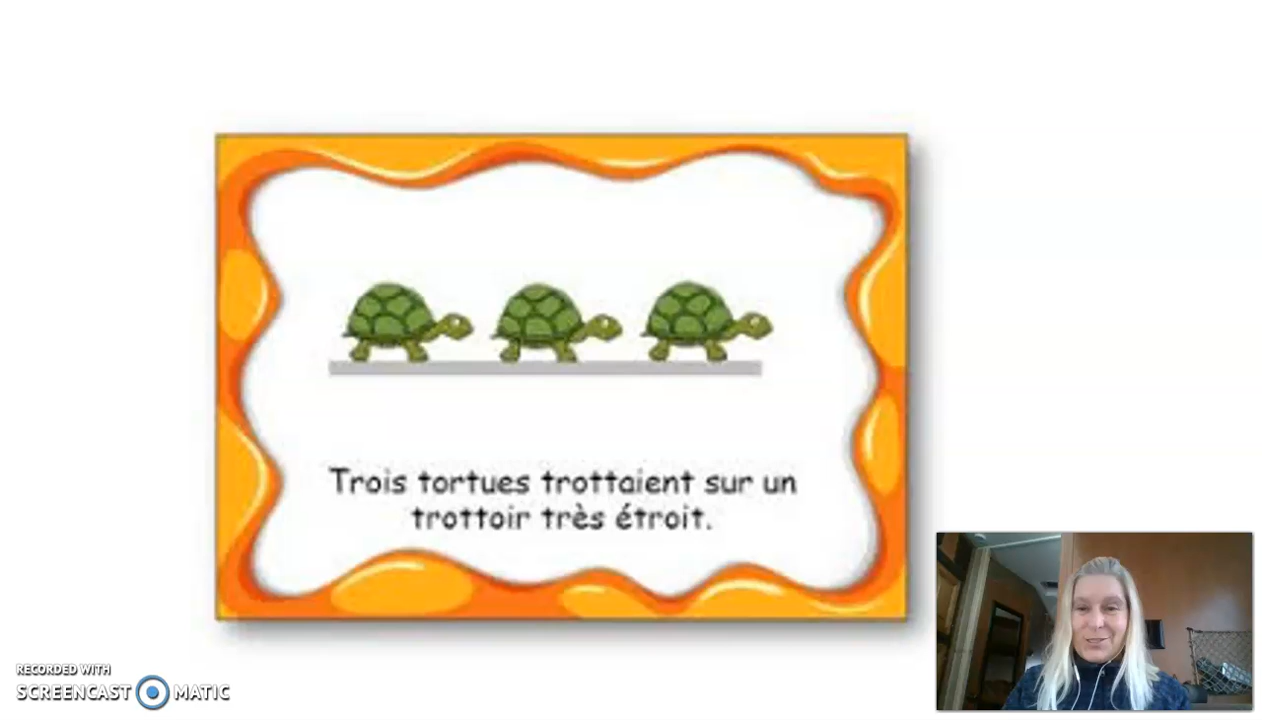 Trois tortues trottaient sur un
trottoir très étroit.
RECORDED WITH
SCREENCAST MATIC